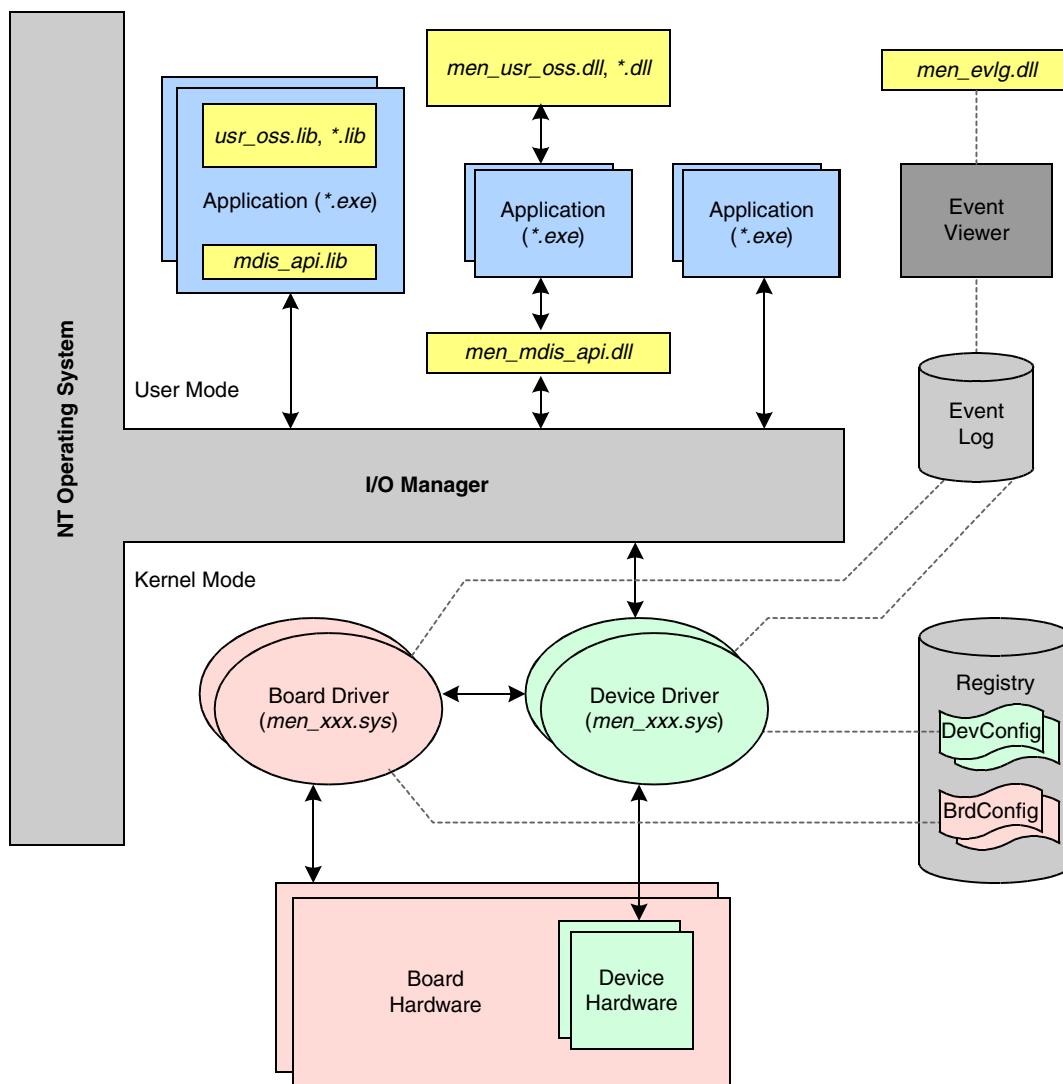 men_usr_oss.dll, *.dll
men_evlg.dll
usr_oss.lib, *.lib
Application (*.exe)
mdis_api.lib
Application
(*.exe)
Application
(*.exe)
Event
Viewer
men_mdis_api.dll
NT Operating System
User Mode
Event
Log
I/O Manager
Kernel Mode
Board Driver
(men_xxx.sys)
Device Driver
(men_xxx.sys)
Registry
DevConfig
BrdConfig
Board
Hardware
Device
Hardware